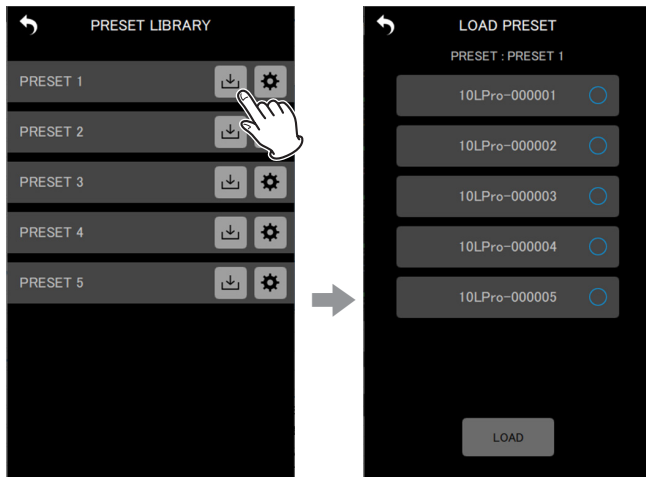 PRESET LIBRARY
PRESET 1
PRESET 2
PRESET 3
PRESET 4
PRESET 5
LOAD PRESET
PRESET : PRESET 1
10LPro-000001
10LPro-000002
10LPro-000003
10LPro-000004
10LPro-000005
LOAD